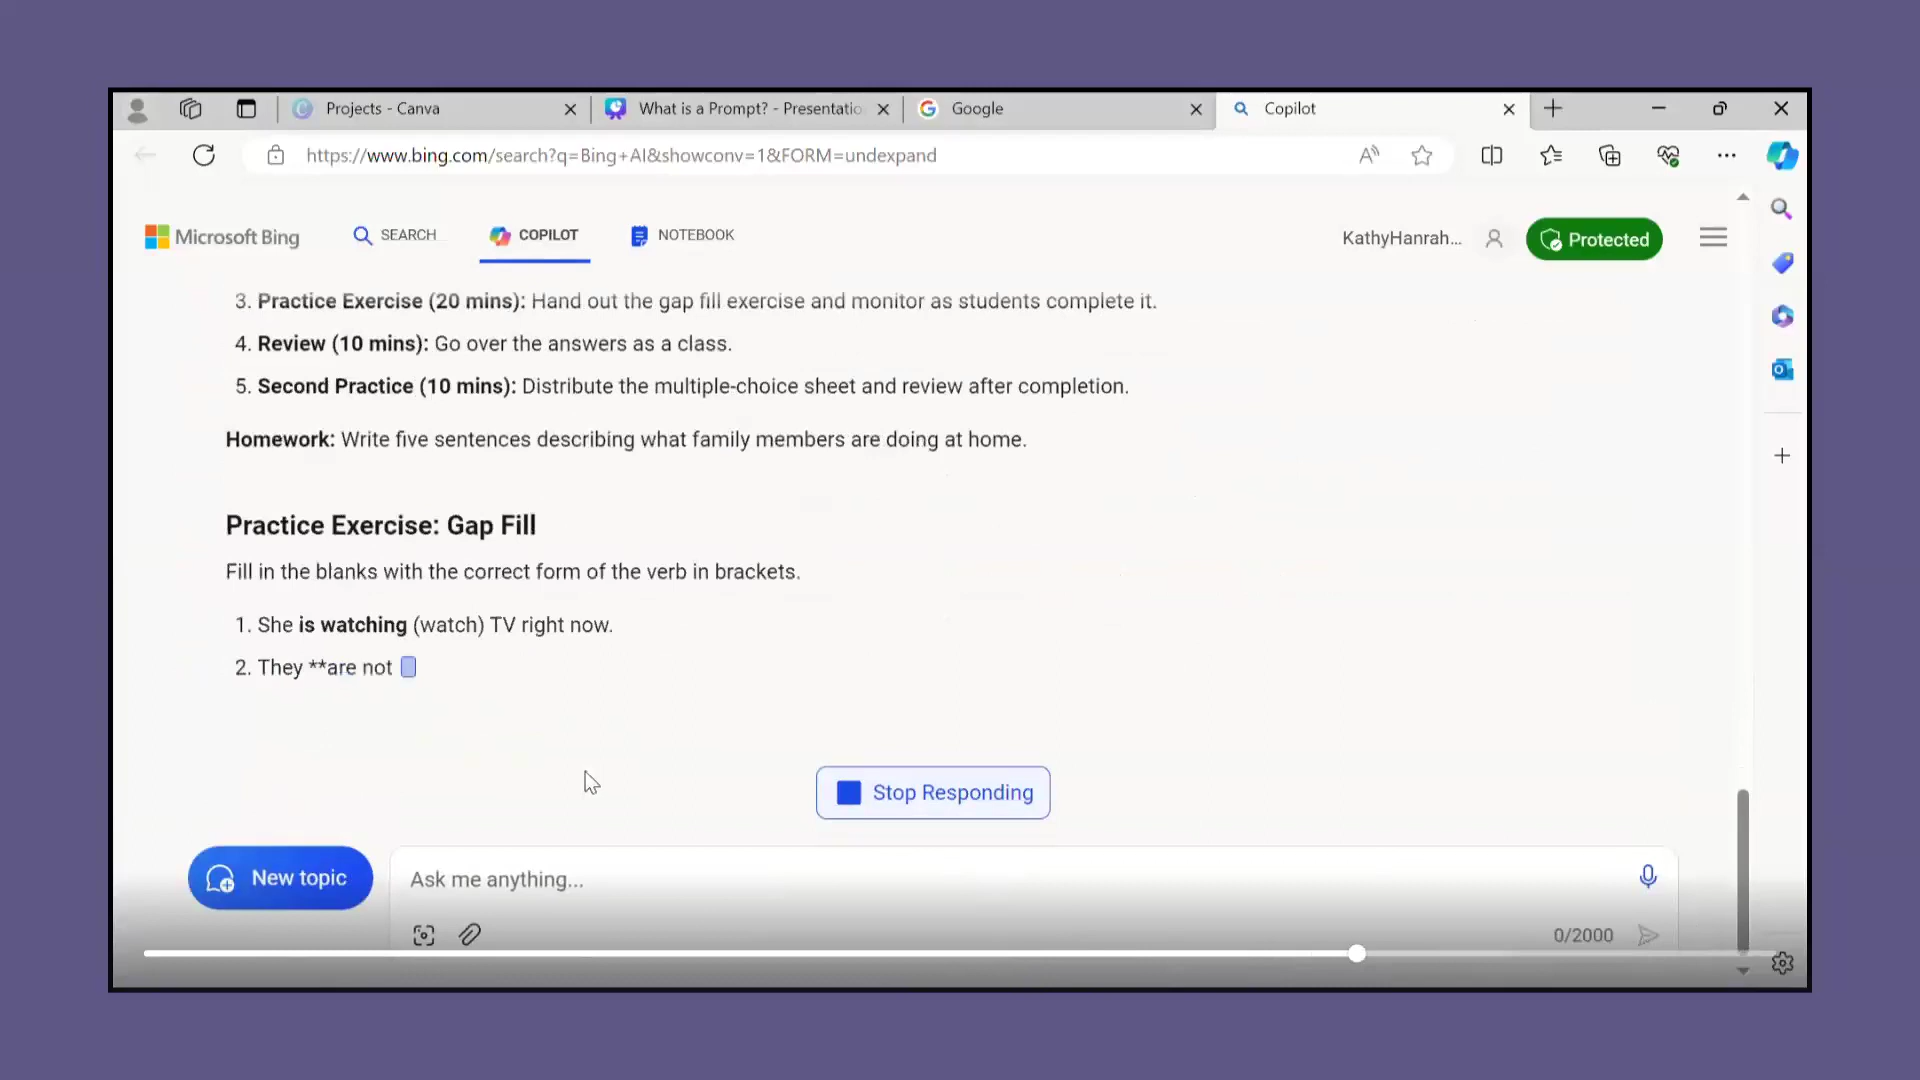 Projects - Canva
What is a Prompt? - Presentatio
Google
Copilot
https://www.bing.com/search?q=Bing+AI&showconv=1&FORM=undexpand
Microsoft Bing
SEARCH
COPILOT
NOTEBOOK
KathyHanrah...
Protected
3. Practice Exercise (20 mins): Hand out the gap fill exercise and monitor as students complete it.
4. Review (10 mins): Go over the answers as a class.
5. Second Practice (10 mins): Distribute the multiple-choice sheet and review after completion.
Homework: Write five sentences describing what family members are doing at home.
Practice Exercise: Gap Fill
Fill in the blanks with the correct form of the verb in brackets.
1. She is watching (watch) TV right now.
2. They **are not
Stop Responding
New topic
Ask me anything...
0/2000